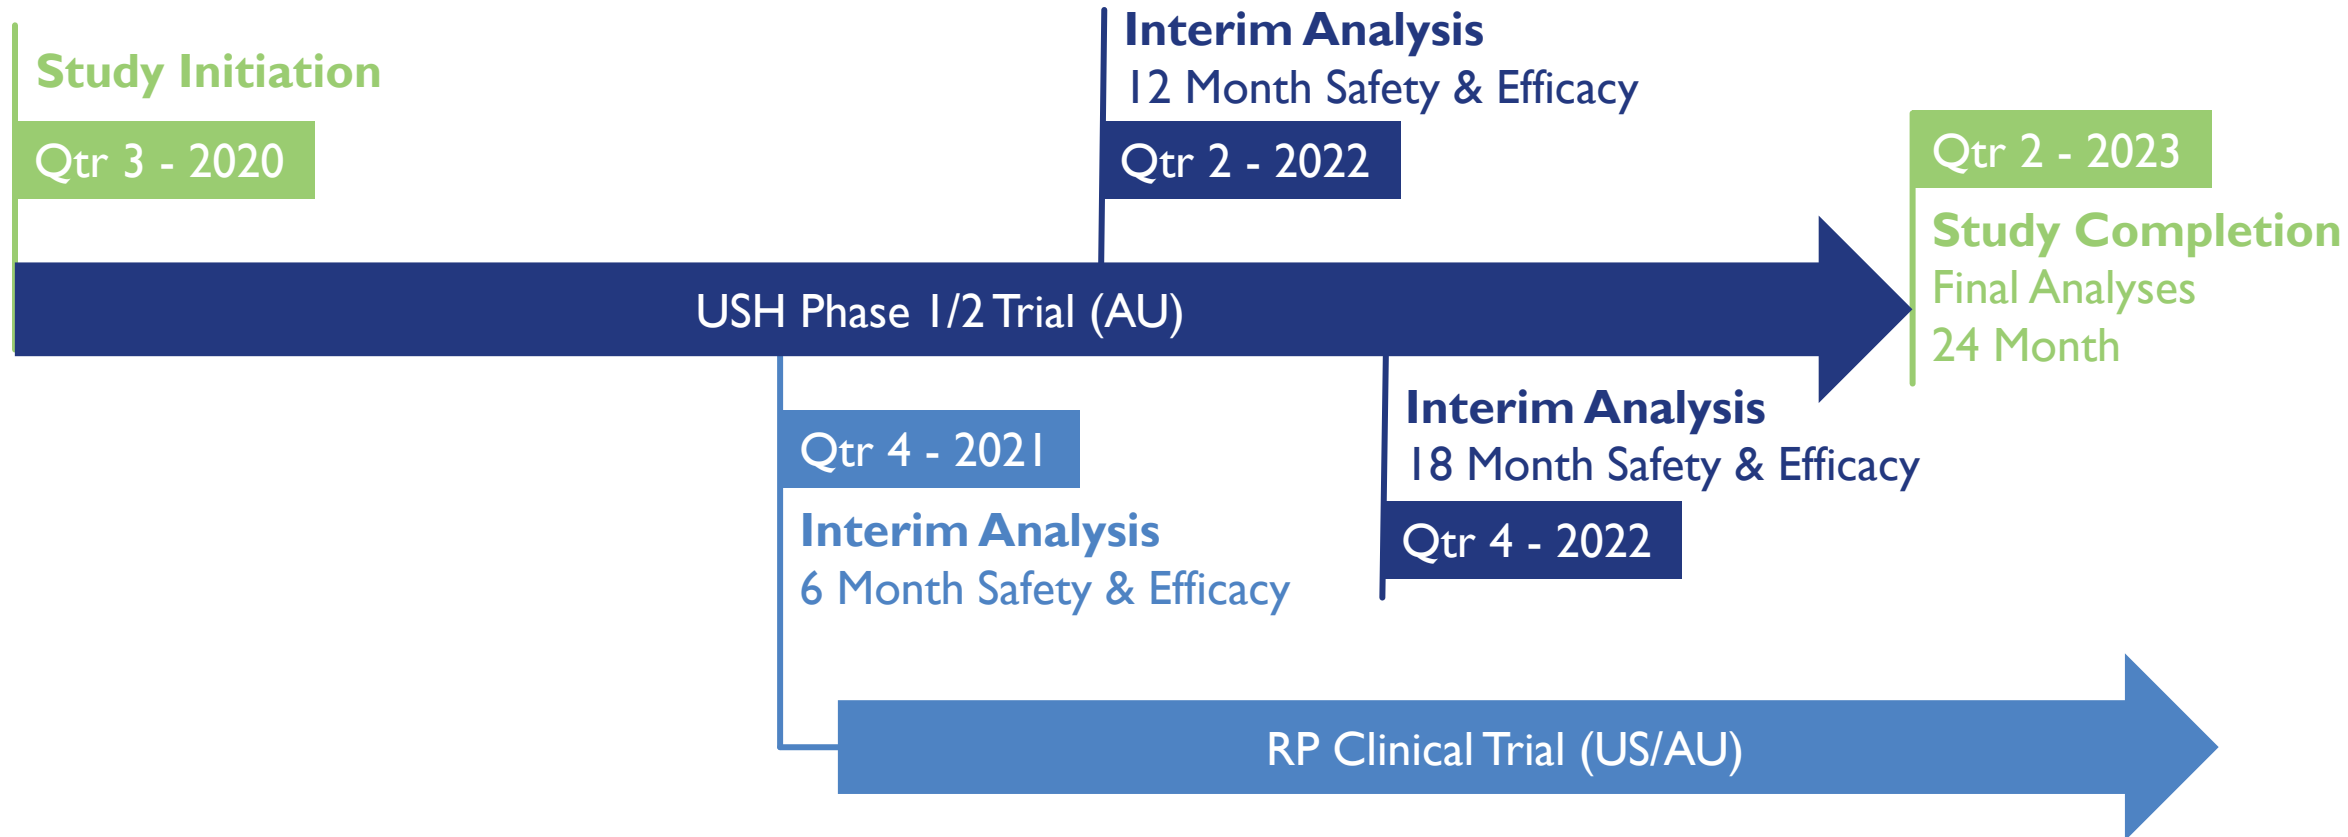 Study Initiation
Qtr 3 - 2020
Interim Analysis
12 Month Safety & Efficacy
Qtr 2 - 2022
Qtr 2 - 2023
Study Completion
Final Analyses
24 Month
USH Phase 1/2 Trial (AU)
Qtr 4 - 2021
Interim Analysis
6 Month Safety & Efficacy
Interim Analysis
18 Month Safety & Efficacy
Qtr 4 - 2022
RP Clinical Trial (US/AU)